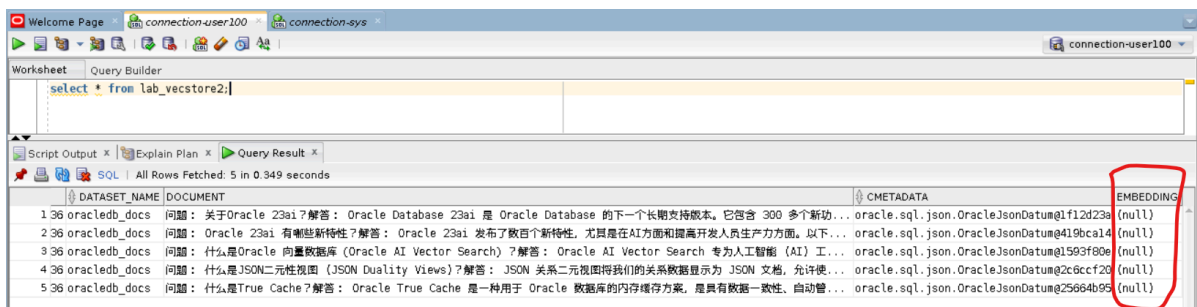 Welcome Page × connection-user100 × connection-sys ×
connection-user100
Worksheet Query Builder
select * from lab_vecstore2;
Script Output × Explain Plan × Query Result ×
SQL | All Rows Fetched: 5 in 0.349 seconds
DATASET_NAME DOCUMENT CMETADATA EMBEDDING
1 36 oracledb_docs 问题： 关于Oracle 23ai？解答： Oracle Database 23ai 是 Oracle Database 的下一个长期支持版本。它包含 300 多个新功... oracle.sql.json.OracleJsonDatum@1f12d23a (null)
2 36 oracledb_docs 问题： Oracle 23ai 有哪些新特性？解答： Oracle 23ai 发布了数百个新特性，尤其是在AI方面和提高开发人员生产力方面。以下... oracle.sql.json.OracleJsonDatum@419bca14 (null)
3 36 oracledb_docs 问题： 什么是Oracle 向量数据库（Oracle AI Vector Search）？解答： Oracle AI Vector Search 专为人工智能（AI）工... oracle.sql.json.OracleJsonDatum@1593f80e (null)
4 36 oracledb_docs 问题： 什么是JSON二元性视图（JSON Duality Views）？解答： JSON 关系二元视图将我们的关系数据显示为 JSON 文档，允许使... oracle.sql.json.OracleJsonDatum@2c6ccf20 (null)
5 36 oracledb_docs 问题： 什么是True Cache？解答： Oracle True Cache 是一种用于 Oracle 数据库的内存缓存方案，是具有数据一致性、自动管... oracle.sql.json.OracleJsonDatum@25664b95 (null)